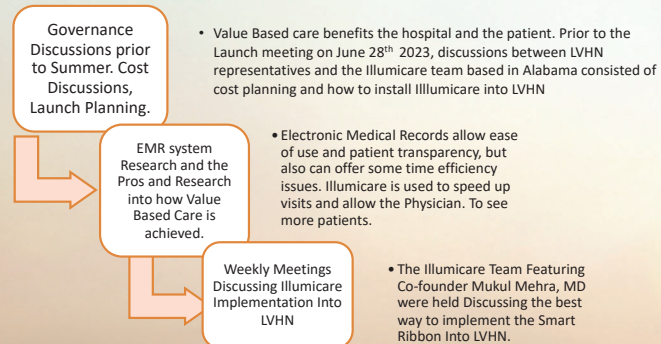 Governance
Discussions prior
to Summer. Cost
Discussions,
Launch Planning.
• Value Based care benefits the hospital and the patient. Prior to the
Launch meeting on June 28th 2023, discussions between LVHN
representatives and the Illumicare team based in Alabama consisted of
cost planning and how to install Illlumicare into LVHN
EMR system
Research and the
Pros and Research
into how Value
Based Care is
achieved.
• Electronic Medical Records allow ease
of use and patient transparency, but
also can offer some time efficiency
issues. Illumicare is used to speed up
visits and allow the Physician. To see
more patients.
Weekly Meetings
Discussing Illumicare
Implementation Into
LVHN
• The Illumicare Team Featuring
Co-founder Mukul Mehra, MD
were held Discussing the best
way to implement the Smart
Ribbon Into LVHN.